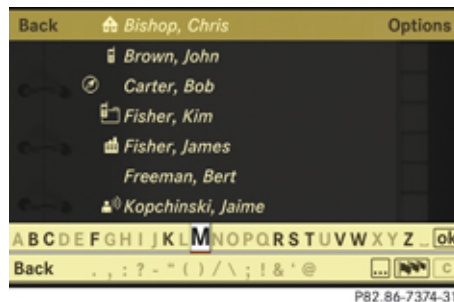 Back Bishop, Chris Options
Brown, John
Carter, Bob
Fisher, Kim
Fisher, James
Freeman, Bert
Kopchinski, Jaime
ABCDEFGHIJKLMNOPQRSTUVWXYZ_ok
Back . , : ? - " ( ) / \ ; ! & ' @ ... c
P82.86-7374-31